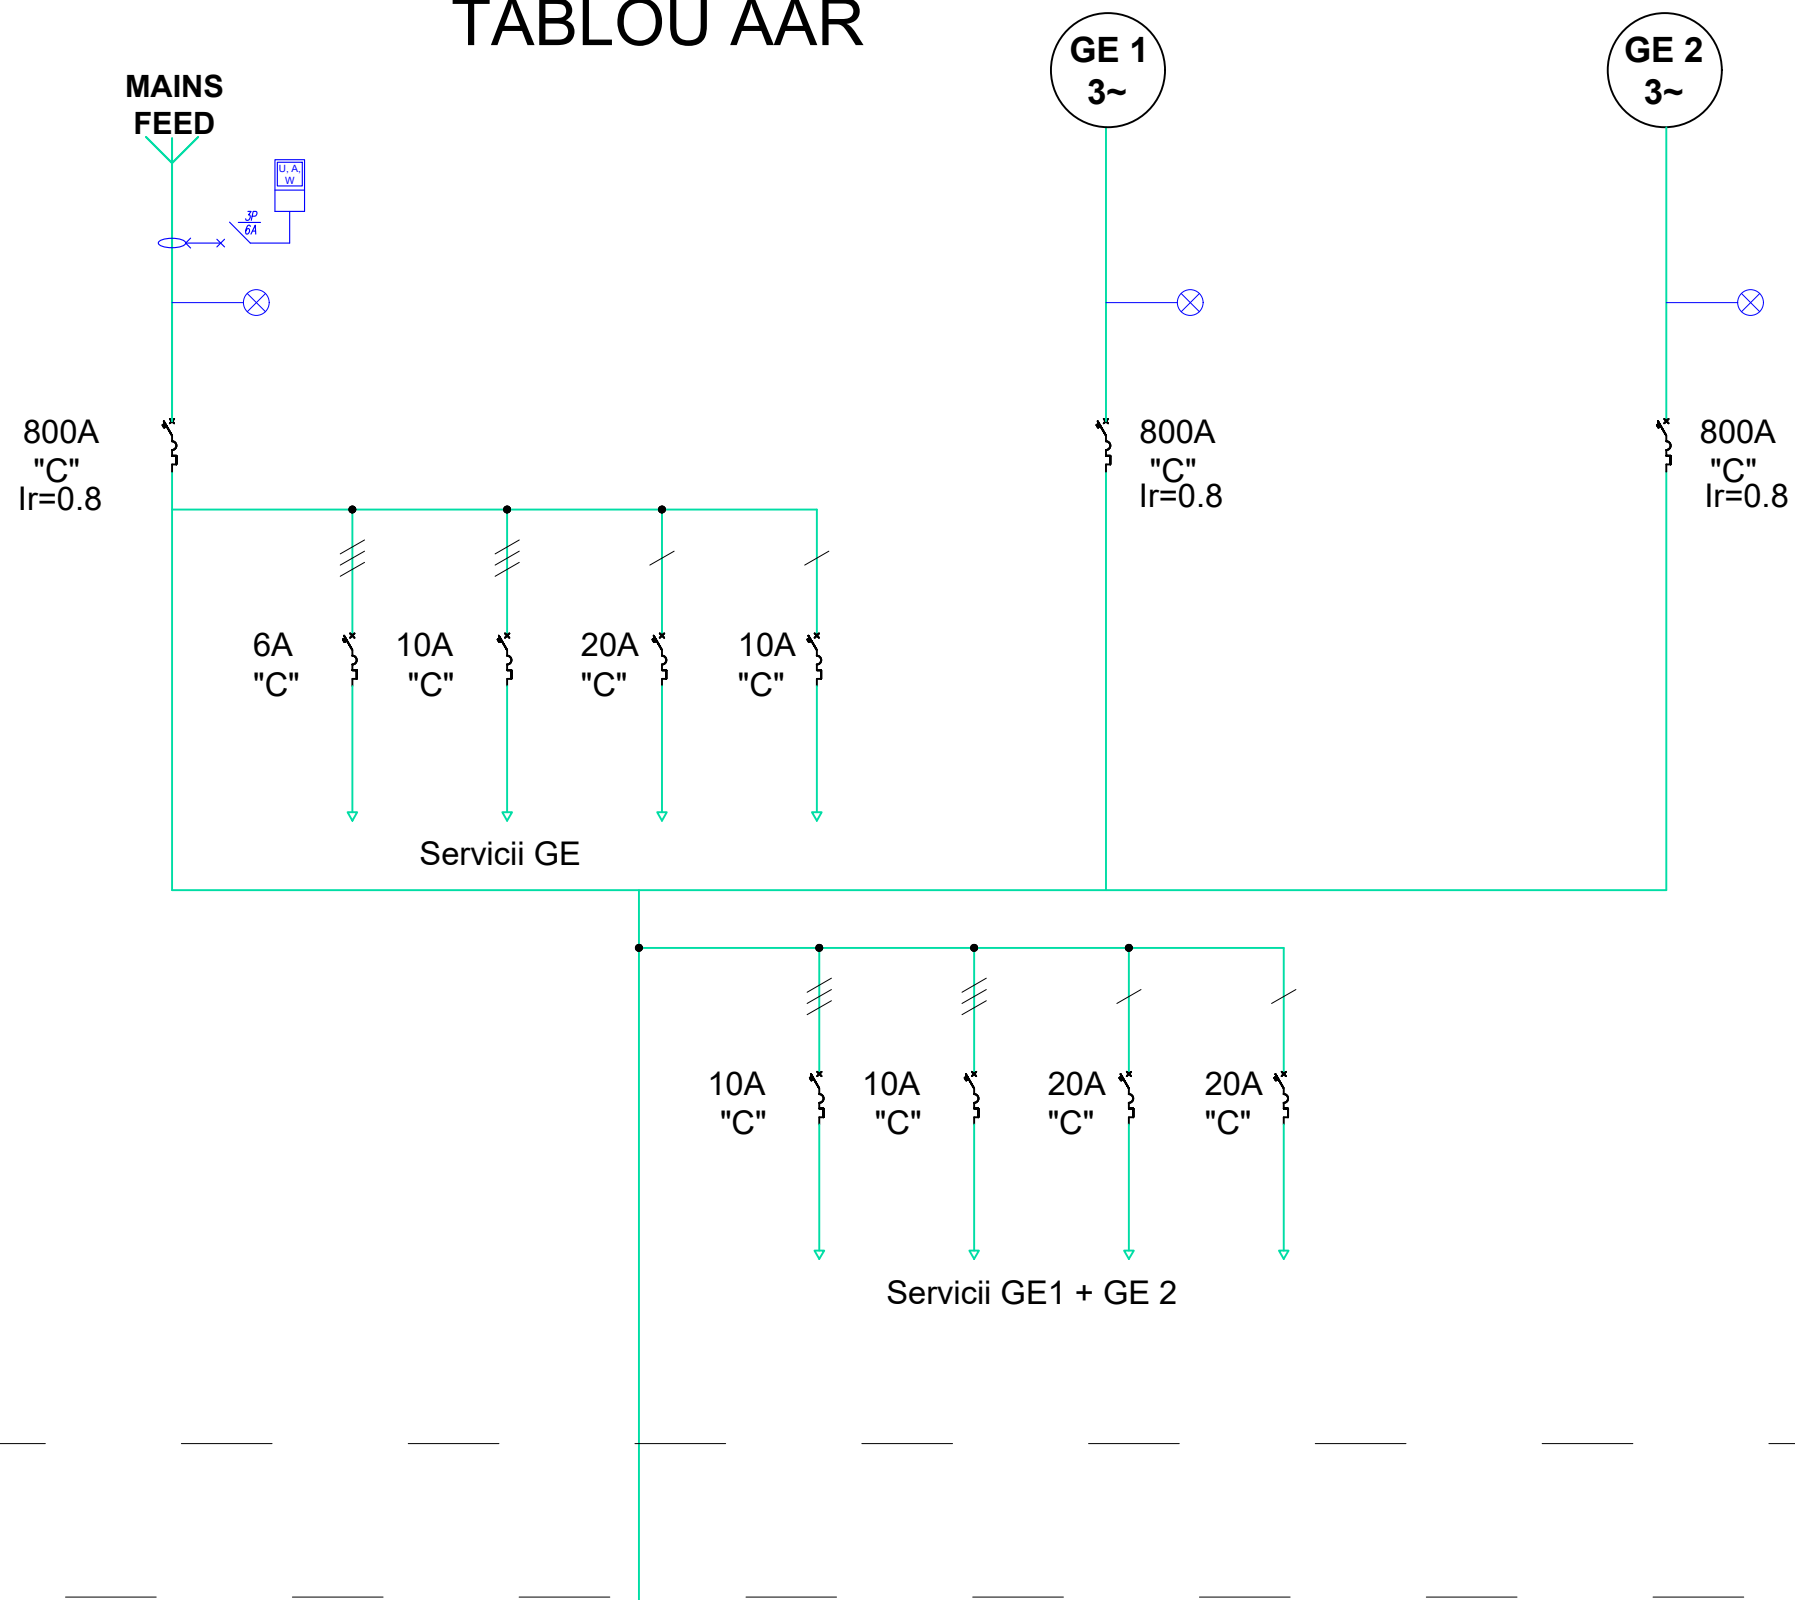 TABLOU AAR
GE 1
3~
GE 2
3~
MAINS
FEED
U, A,
W
3P
6A
800A
"C"
Ir=0.8
800A
"C"
Ir=0.8
800A
"C"
Ir=0.8
6A
"C"
10A
"C"
20A
"C"
10A
"C"
Servicii GE
10A
"C"
10A
"C"
20A
"C"
20A
"C"
Servicii GE1 + GE 2